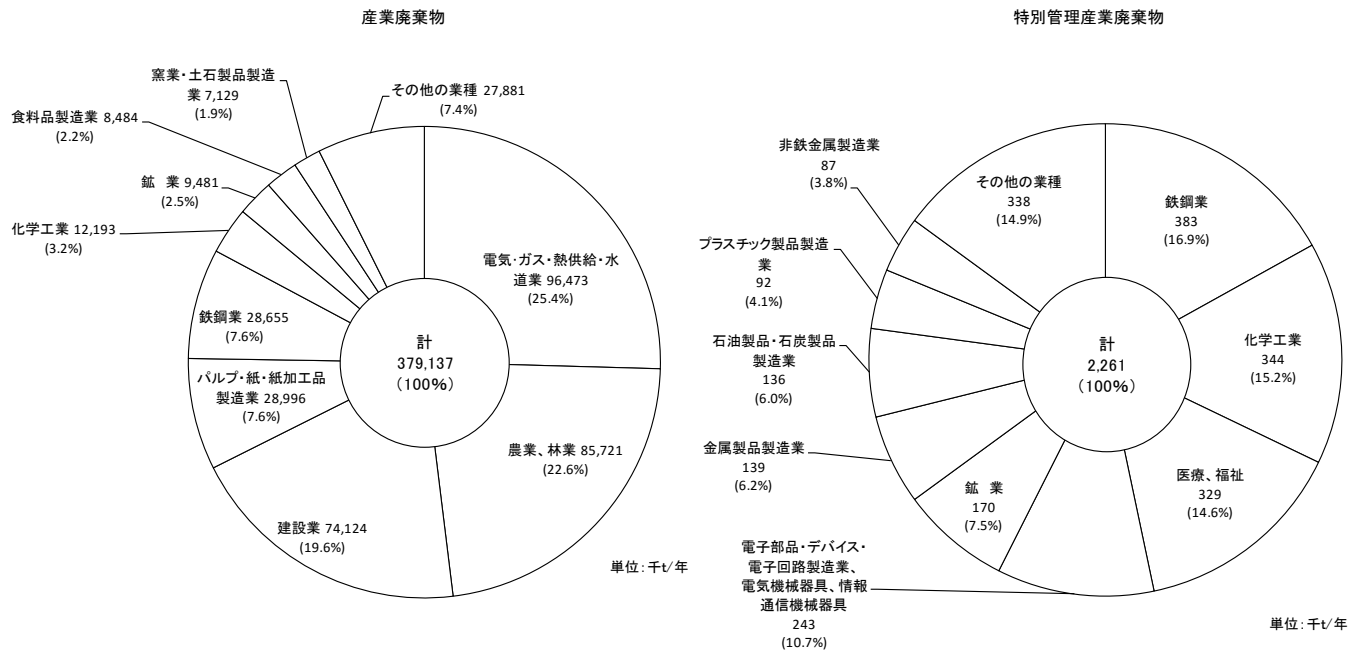 産業廃棄物
窯業・土石製品製造
業 7,129
(1.9%)
その他の業種 27,881
(7.4%)
食料品製造業 8,484
(2.2%)
鉱　業 9,481
(2.5%)
化学工業 12,193
(3.2%)
電気・ガス・熱供給・水
道業 96,473
(25.4%)
鉄鋼業 28,655
(7.6%)
計
379,137
（100%）
パルプ・紙・紙加工品
製造業 28,996
(7.6%)
農業、林業 85,721
(22.6%)
建設業 74,124
(19.6%)
単位：千t/年
特別管理産業廃棄物
非鉄金属製造業
87
(3.8%)
その他の業種
338
(14.9%)
鉄鋼業
383
(16.9%)
プラスチック製品製造
業
92
(4.1%)
石油製品・石炭製品
製造業
136
(6.0%)
計
2,261
（100%）
化学工業
344
(15.2%)
金属製品製造業
139
(6.2%)
鉱　業
170
(7.5%)
医療、福祉
329
(14.6%)
電子部品・デバイス・
電子回路製造業、
電気機械器具、情報
通信機械器具
243
(10.7%)
単位：千t/年